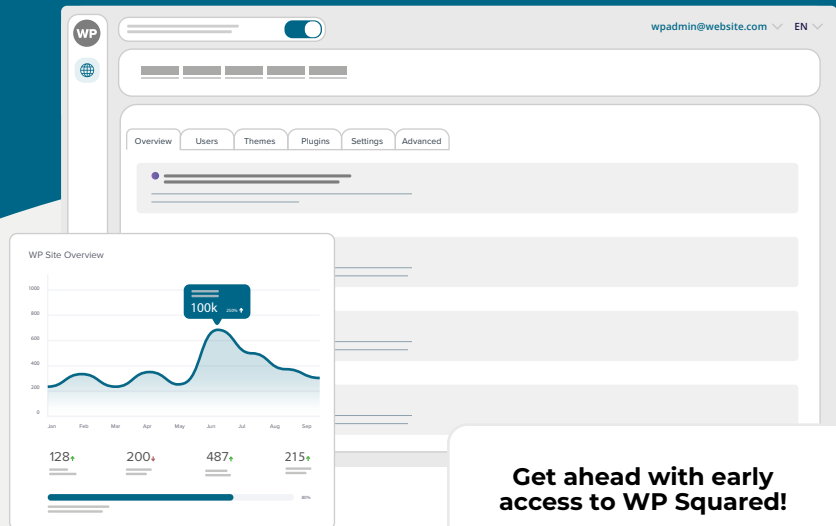 WP
wpadmin@website.com EN
Overview Users Themes Plugins Settings Advanced
WP Site Overview
100k 250%
1000
800
600
400
200
0
Jan Feb Mar Apr May Jun Jul Aug Sep
128 200 487 215
80%
Get ahead with early
access to WP Squared!